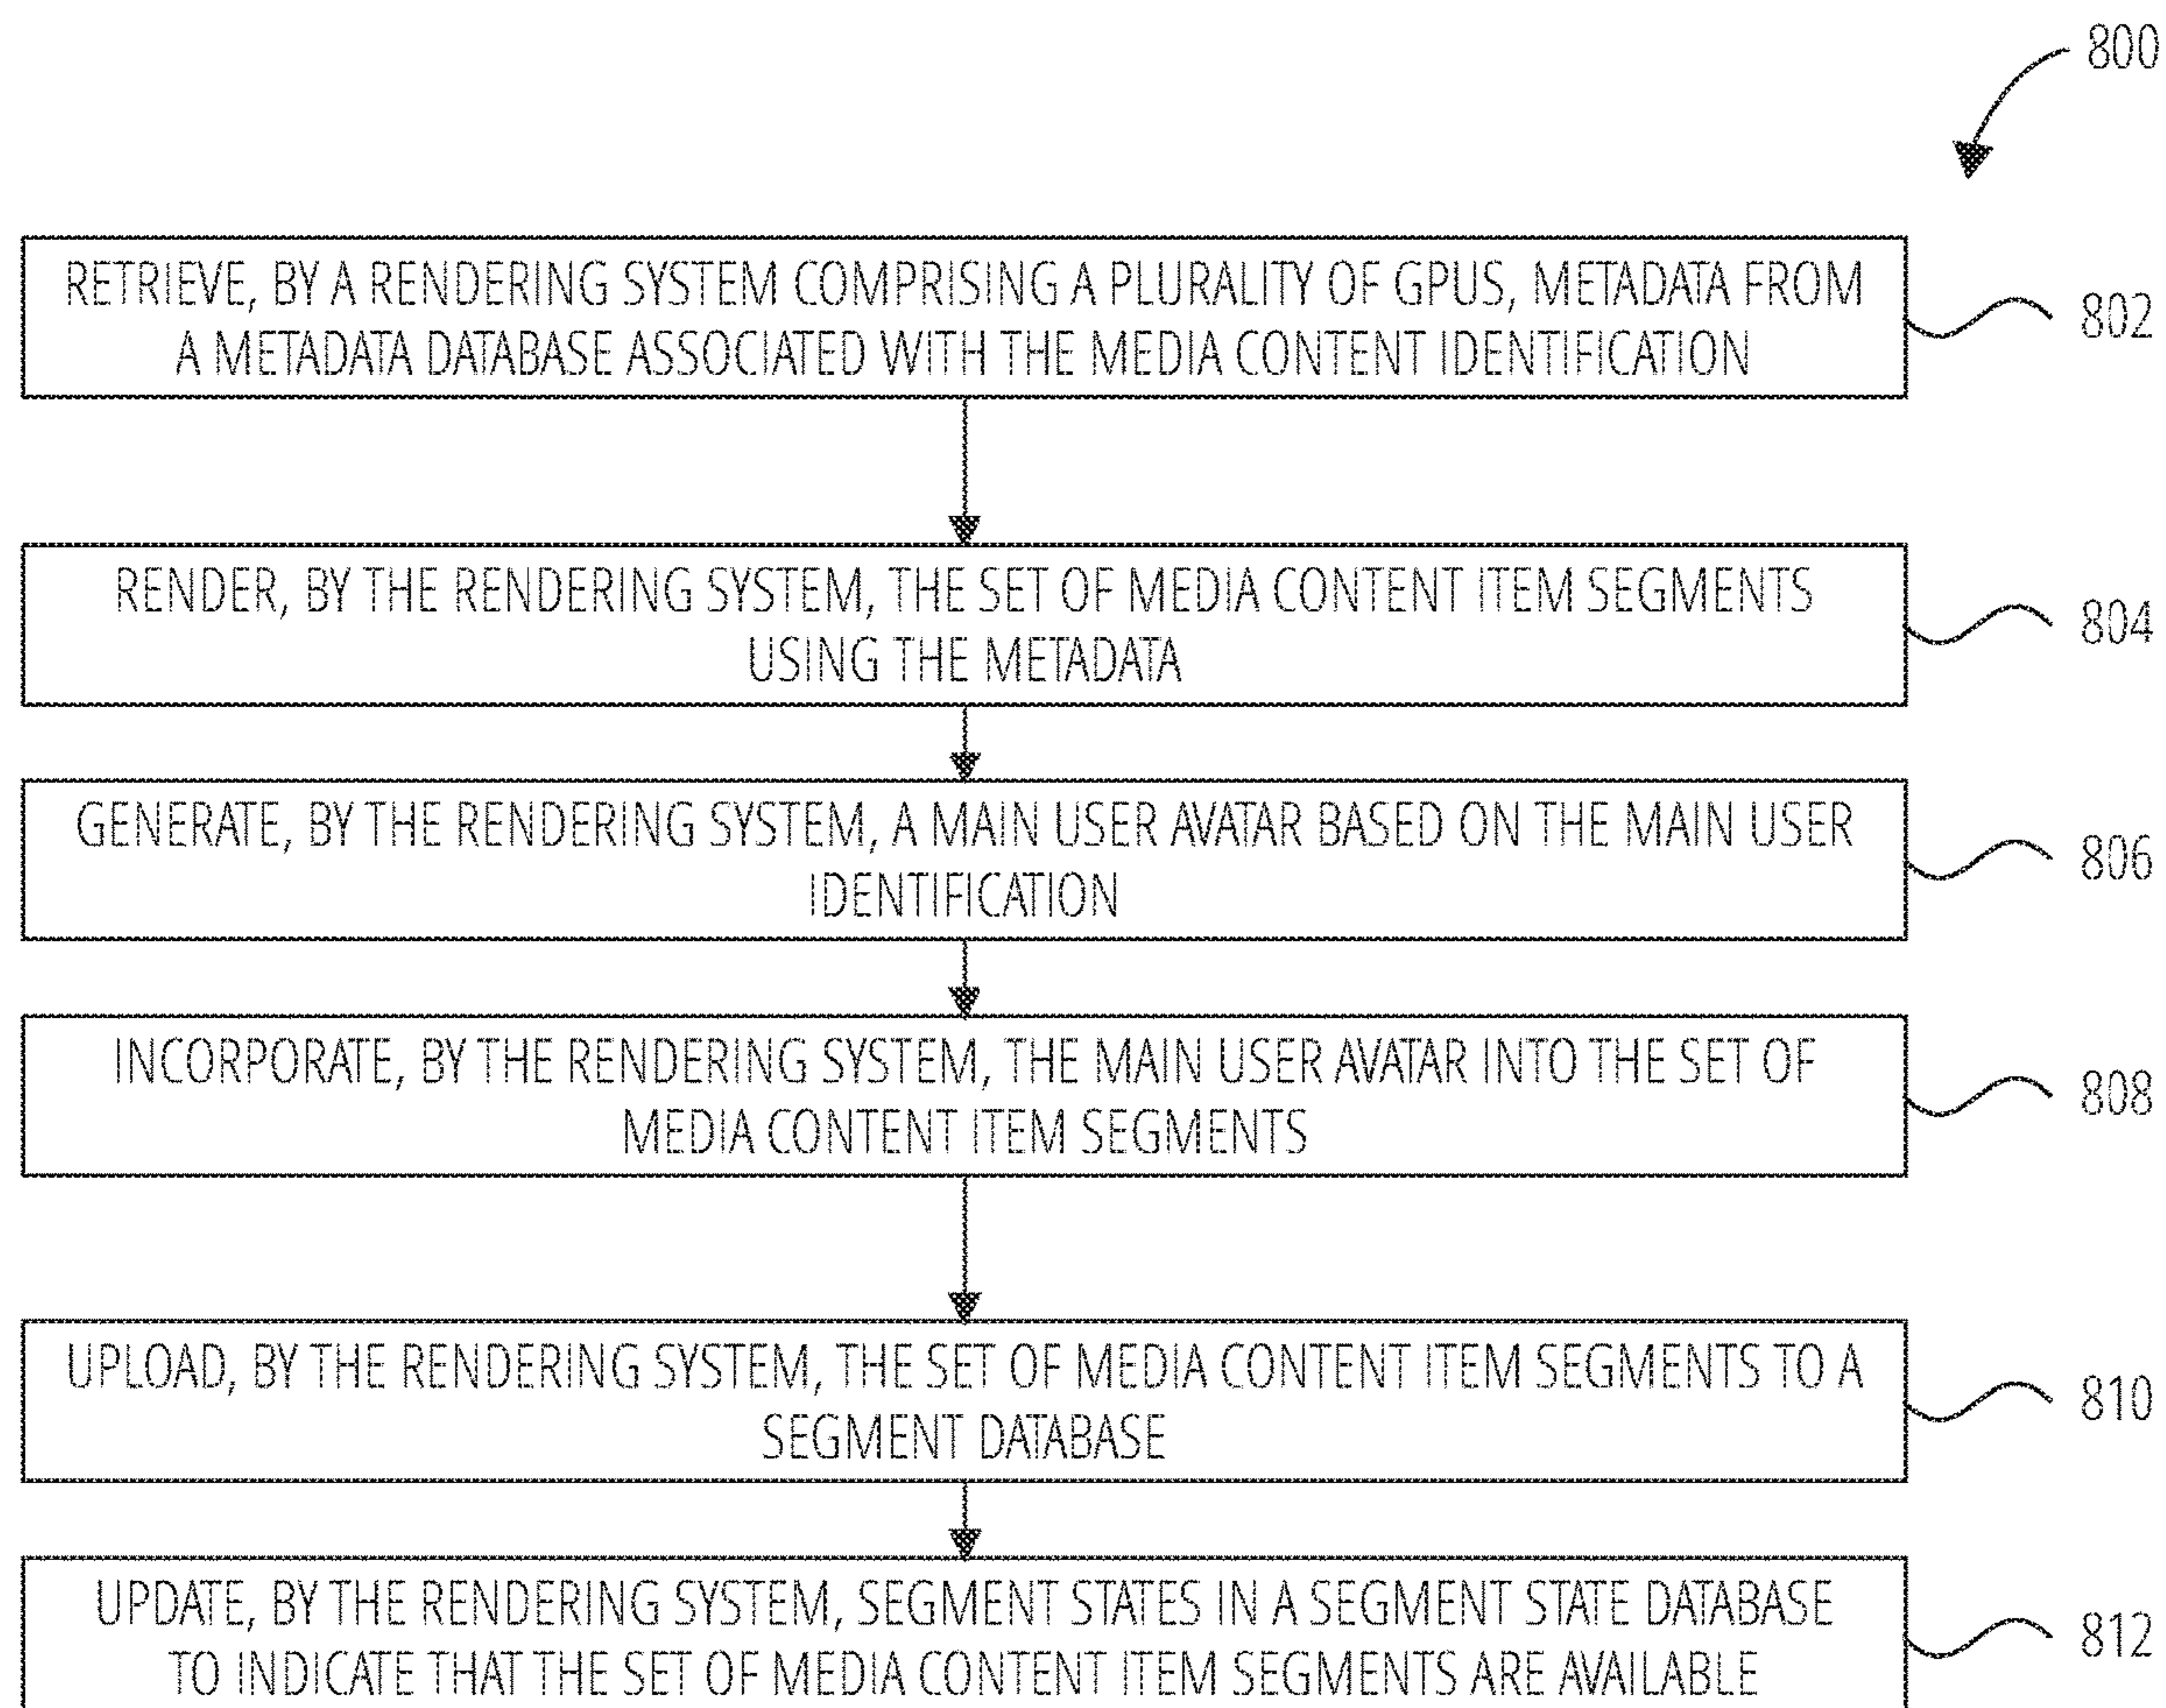 800
RETRIEVE, BY A RENDERING SYSTEM COMPRISING A PLURALITY OF GPUS, METADATA FROM
A METADATA DATABASE ASSOCIATED WITH THE MEDIA CONTENT IDENTIFICATION
802
RENDER, BY THE RENDERING SYSTEM, THE SET OF MEDIA CONTENT ITEM SEGMENTS
USING THE METADATA
804
GENERATE, BY THE RENDERING SYSTEM, A MAIN USER AVATAR BASED ON THE MAIN USER
IDENTIFICATION
806
INCORPORATE, BY THE RENDERING SYSTEM, THE MAIN USER AVATAR INTO THE SET OF
MEDIA CONTENT ITEM SEGMENTS
808
UPLOAD, BY THE RENDERING SYSTEM, THE SET OF MEDIA CONTENT ITEM SEGMENTS TO A
SEGMENT DATABASE
810
UPDATE, BY THE RENDERING SYSTEM, SEGMENT STATES IN A SEGMENT STATE DATABASE
TO INDICATE THAT THE SET OF MEDIA CONTENT ITEM SEGMENTS ARE AVAILABLE
812